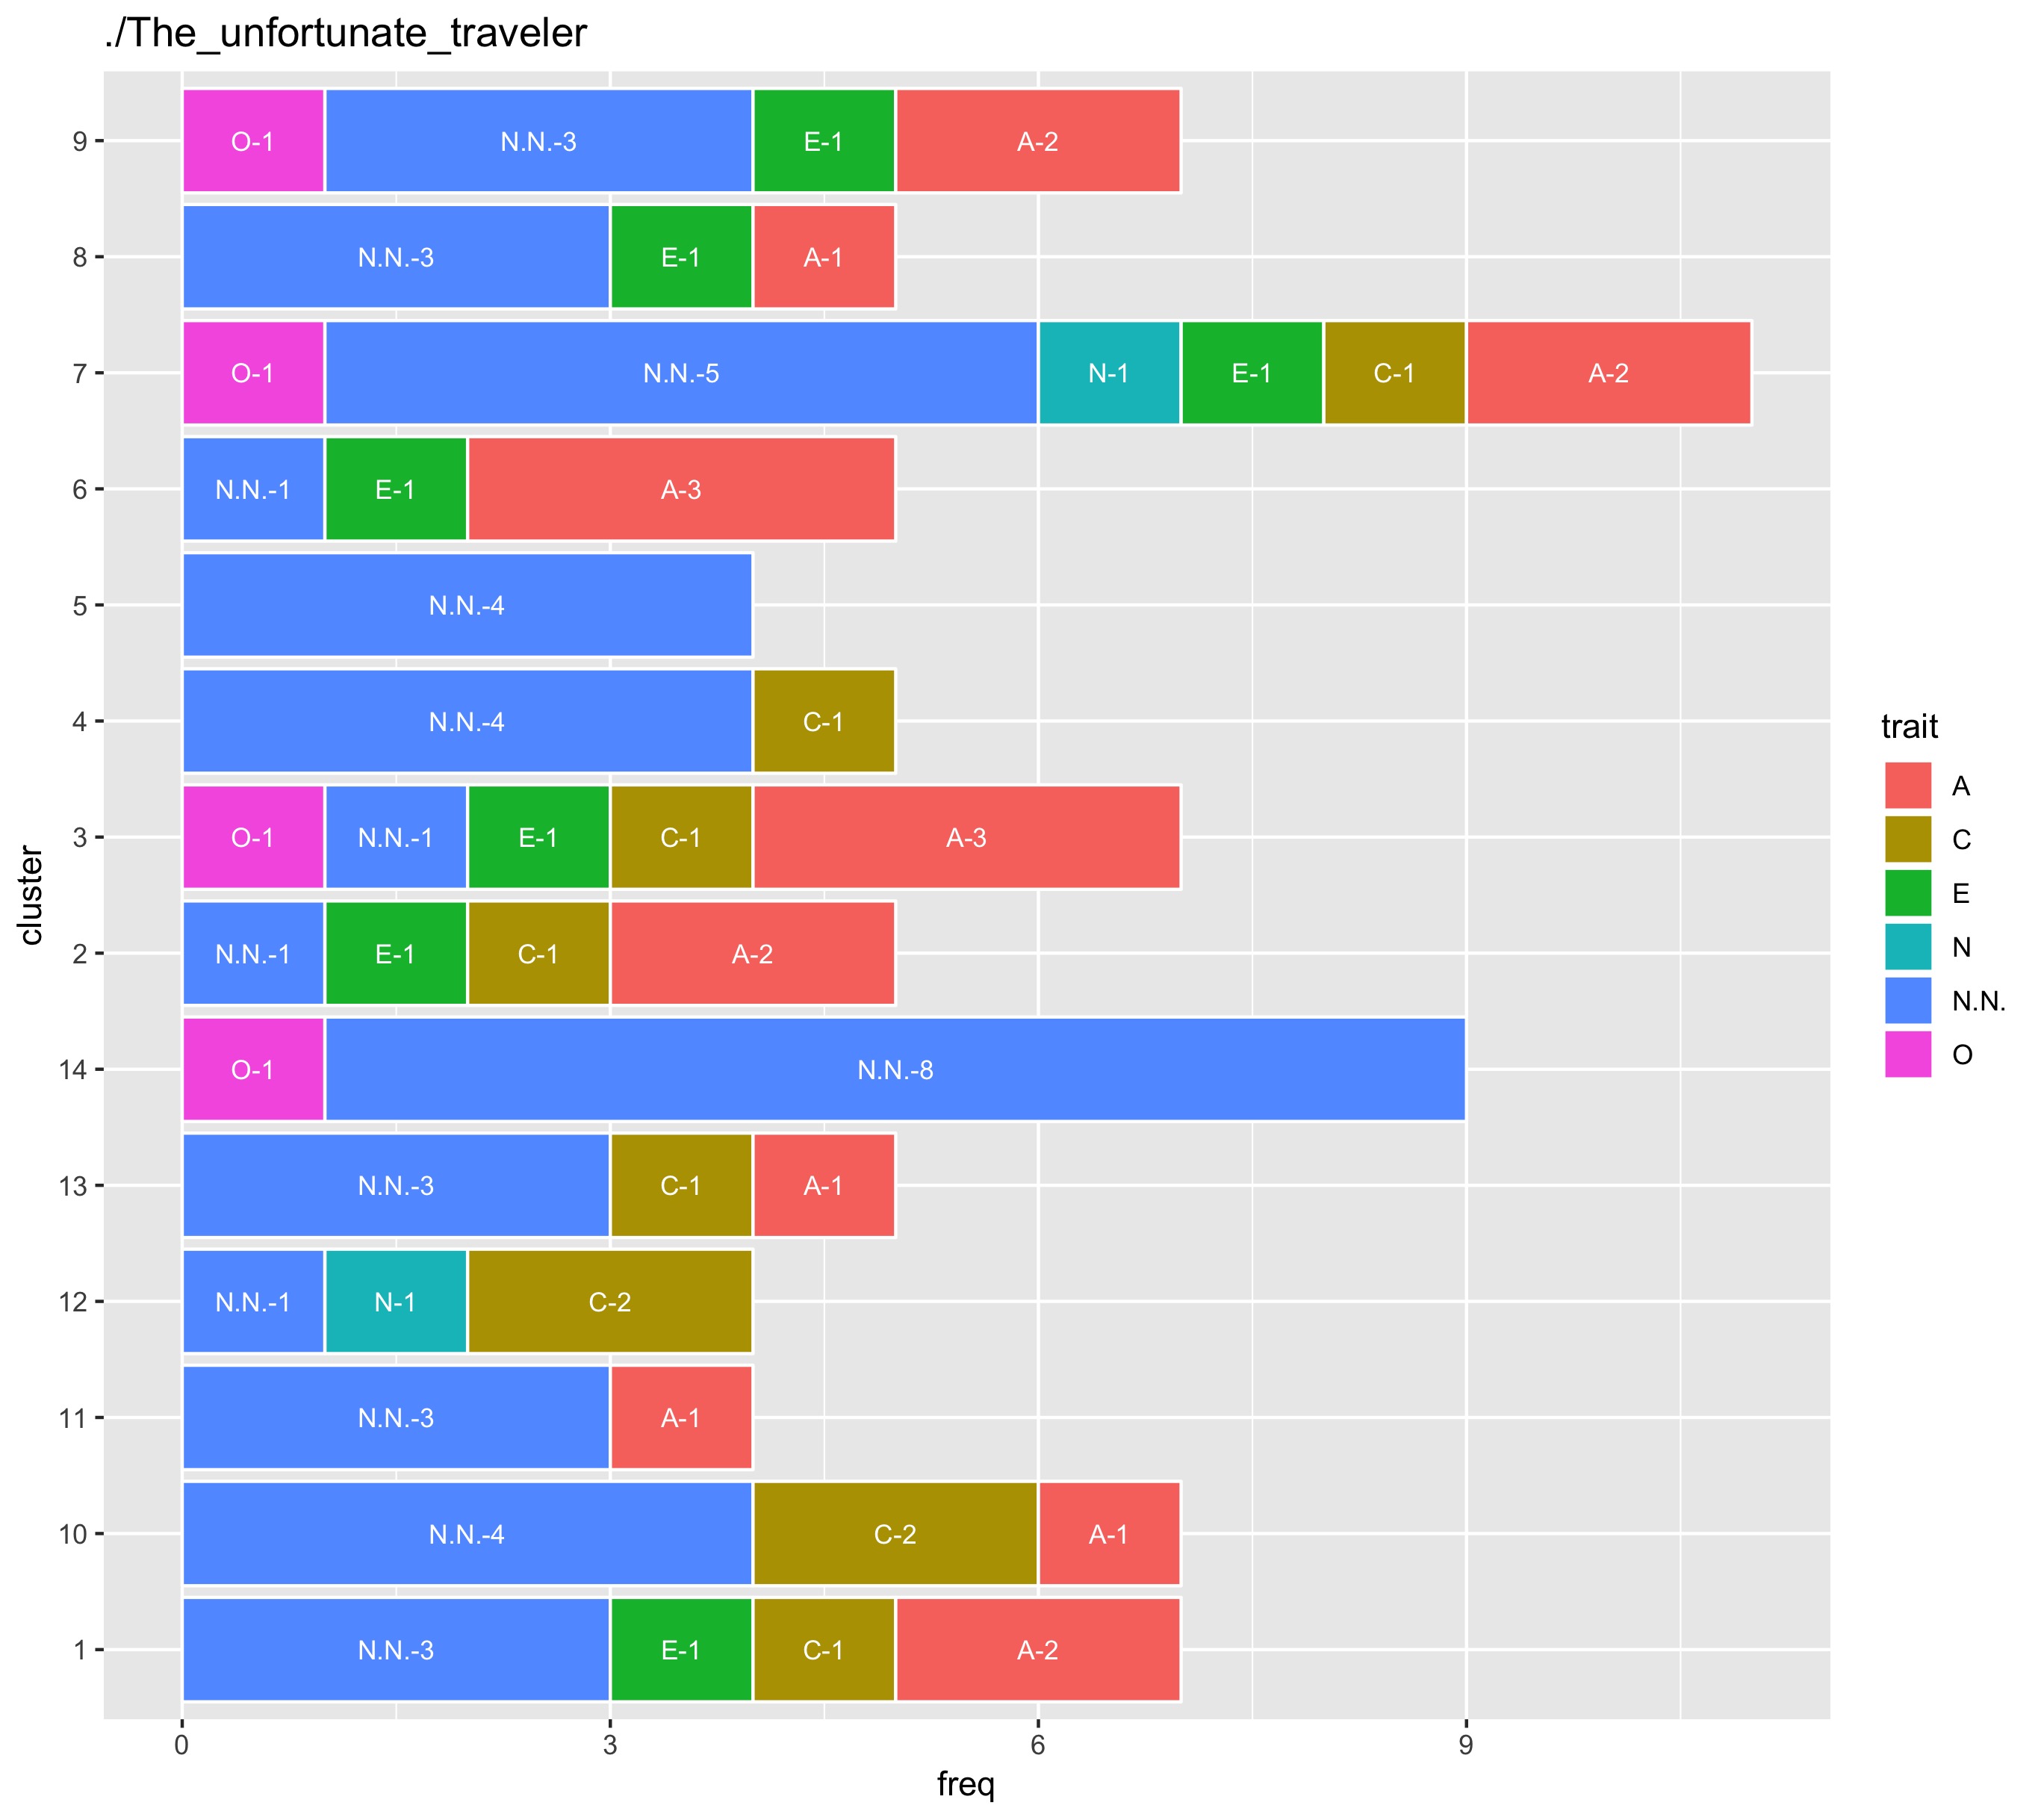 ./The_unfortunate_traveler
9 O-1 N.N.-3 E-1 A-2
8 N.N.-3 E-1 A-1
7 O-1 N.N.-5 N-1 E-1 C-1 A-2
6 N.N.-1 E-1 A-3
5 N.N.-4
4 N.N.-4 C-1
3 O-1 N.N.-1 E-1 C-1 A-3
2 N.N.-1 E-1 C-1 A-2
14 O-1 N.N.-8
13 N.N.-3 C-1 A-1
12 N.N.-1 N-1 C-2
11 N.N.-3 A-1
10 N.N.-4 C-2 A-1
1 N.N.-3 E-1 C-1 A-2
0 3 6 9
freq
cluster
trait
A
C
E
N
N.N.
O